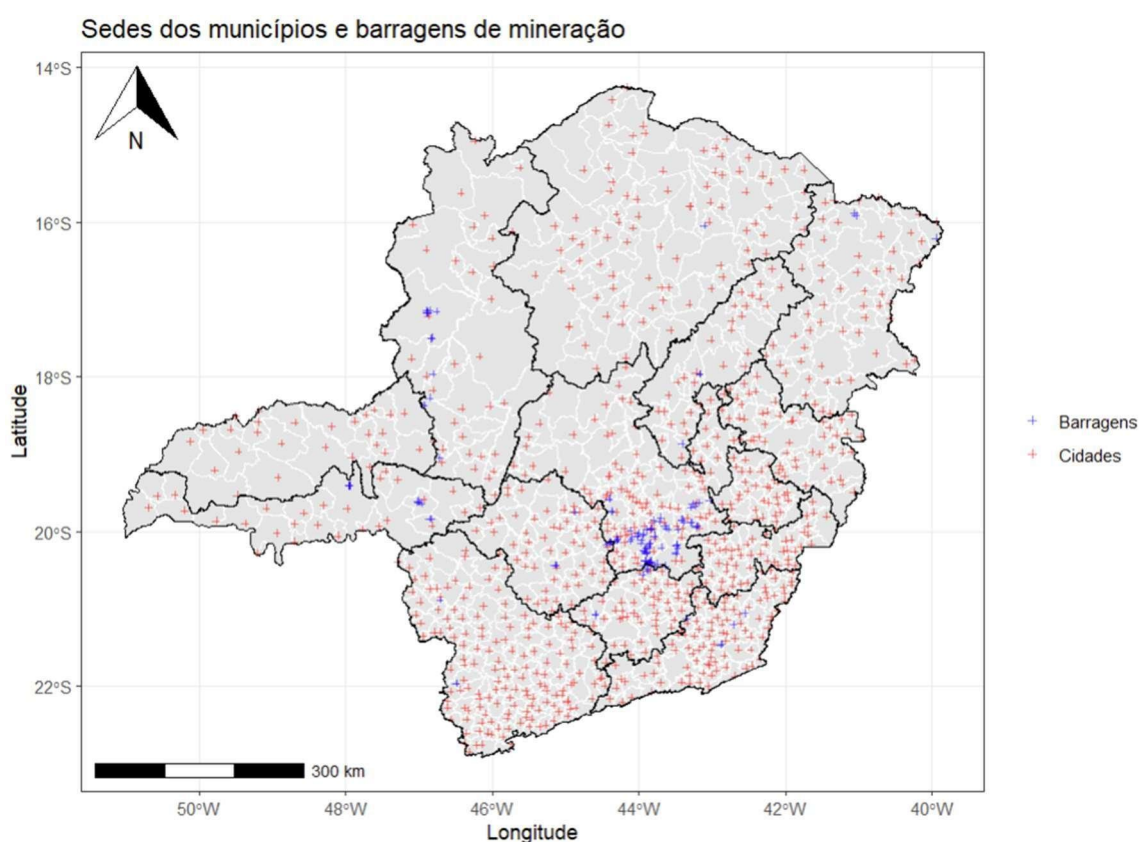 Sedes dos municípios e barragens de mineração
14°S
16°S
18°S
20°S
22°S
Latitude
N
300 km
50°W
48°W
46°W
44°W
42°W
40°W
Longitude
Barragens
Cidades